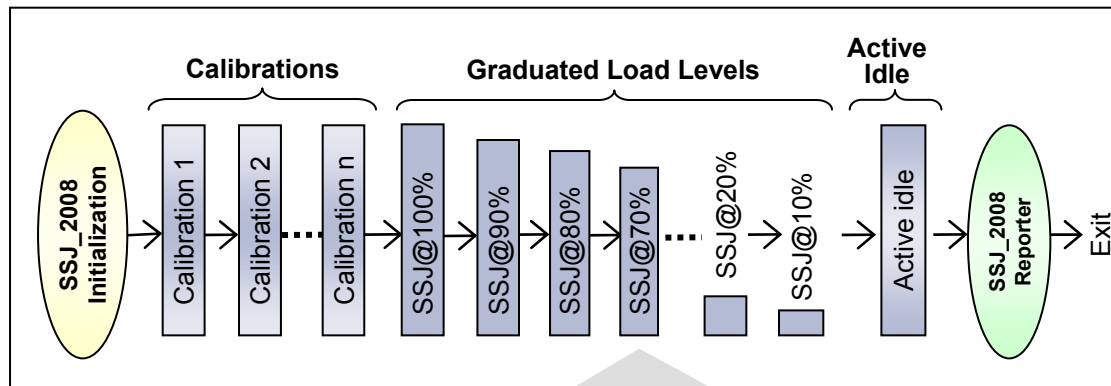 Calibrations
Graduated Load Levels
Active
Idle
SSJ_2008
Initialization
Calibration 1
Calibration 2
Calibration n
SSJ@100%
SSJ@90%
SSJ@80%
SSJ@70%
SSJ@20%
SSJ@10%
Active idle
SSJ_2008
Reporter
Exit